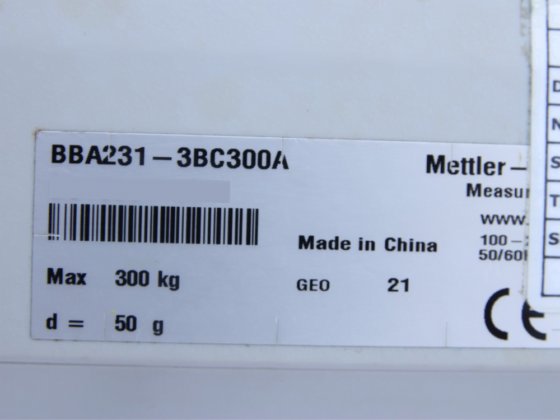 BBA231-3BC300A
Mettler-
Measu
www.
100-
50/60
Made in China
Max 300 kg
GEO 21
d = 50 g
CE
D
N
S
T
S